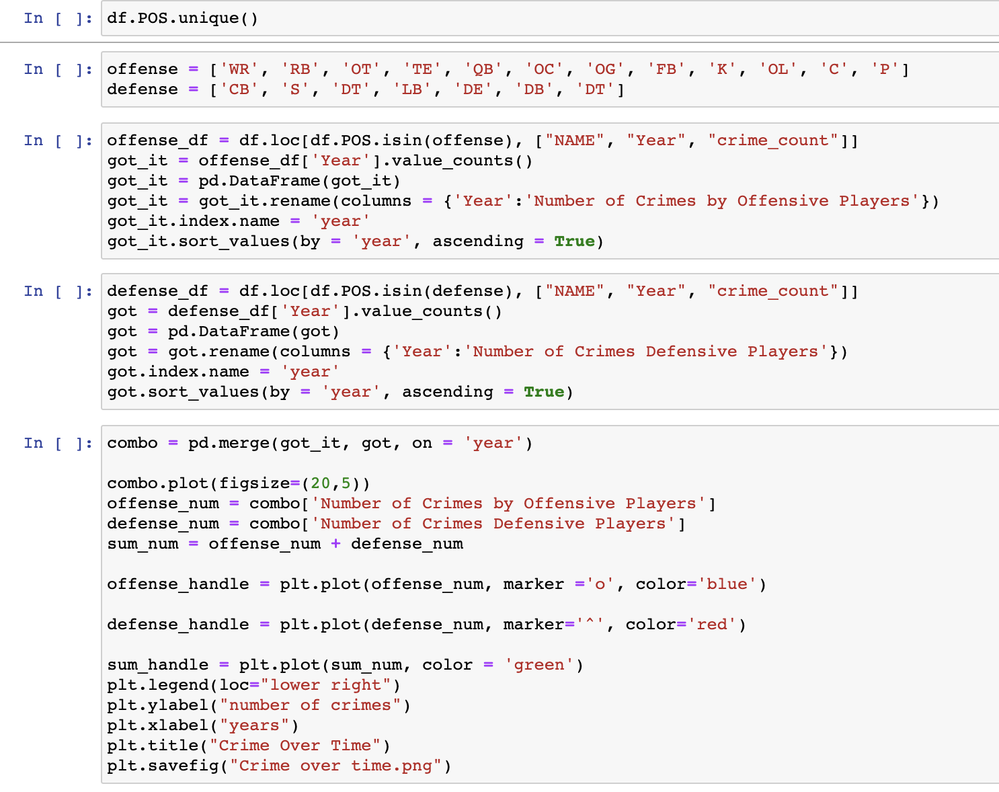 In [ ]: df.POS.unique()
In [ ]: offense = ['WR', 'RB', 'OT', 'TE', 'QB', 'OC', 'OG', 'FB', 'K', 'OL', 'C', 'P']
defense = ['CB', 'S', 'DT', 'LB', 'DE', 'DB', 'DT']
In [ ]: offense_df = df.loc[df.POS.isin(offense), ["NAME", "Year", "crime_count"]]
got_it = offense_df['Year'].value_counts()
got_it = pd.DataFrame(got_it)
got_it = got_it.rename(columns = {'Year':'Number of Crimes by Offensive Players'})
got_it.index.name = 'year'
got_it.sort_values(by = 'year', ascending = True)
In [ ]: defense_df = df.loc[df.POS.isin(defense), ["NAME", "Year", "crime_count"]]
got = defense_df['Year'].value_counts()
got = pd.DataFrame(got)
got = got.rename(columns = {'Year':'Number of Crimes Defensive Players'})
got.index.name = 'year'
got.sort_values(by = 'year', ascending = True)
In [ ]: combo = pd.merge(got_it, got, on = 'year')
combo.plot(figsize=(20,5))
offense_num = combo['Number of Crimes by Offensive Players']
defense_num = combo['Number of Crimes Defensive Players']
sum_num = offense_num + defense_num
offense_handle = plt.plot(offense_num, marker ='o', color='blue')
defense_handle = plt.plot(defense_num, marker='^', color='red')
sum_handle = plt.plot(sum_num, color = 'green')
plt.legend(loc="lower right")
plt.ylabel("number of crimes")
plt.xlabel("years")
plt.title("Crime Over Time")
plt.savefig("Crime over time.png")